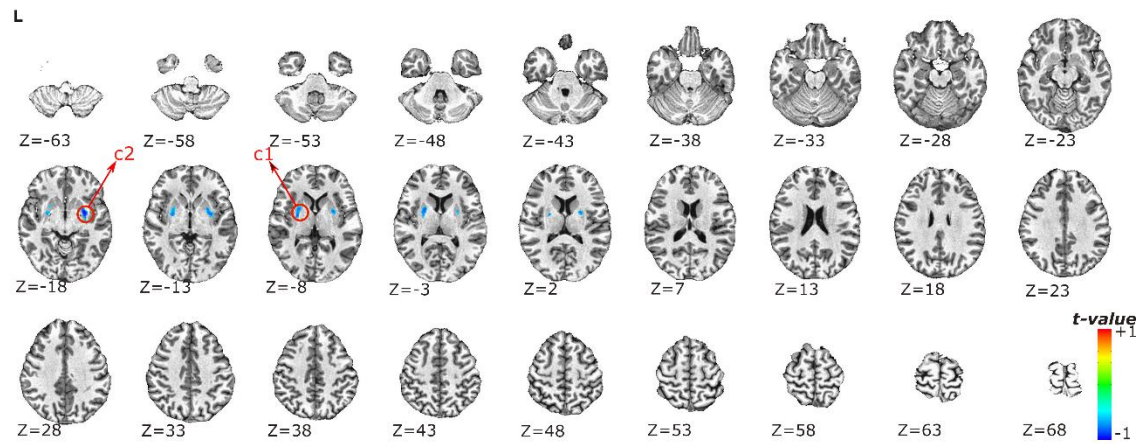 L
Z=-63 Z=-58 Z=-53 Z=-48 Z=-43 Z=-38 Z=-33 Z=-28 Z=-23
c2 c1
Z=-18 Z=-13 Z=-8 Z=-3 Z=2 Z=7 Z=13 Z=18 Z=23
t-value
+1
Z=28 Z=33 Z=38 Z=43 Z=48 Z=53 Z=58 Z=63 Z=68 -1